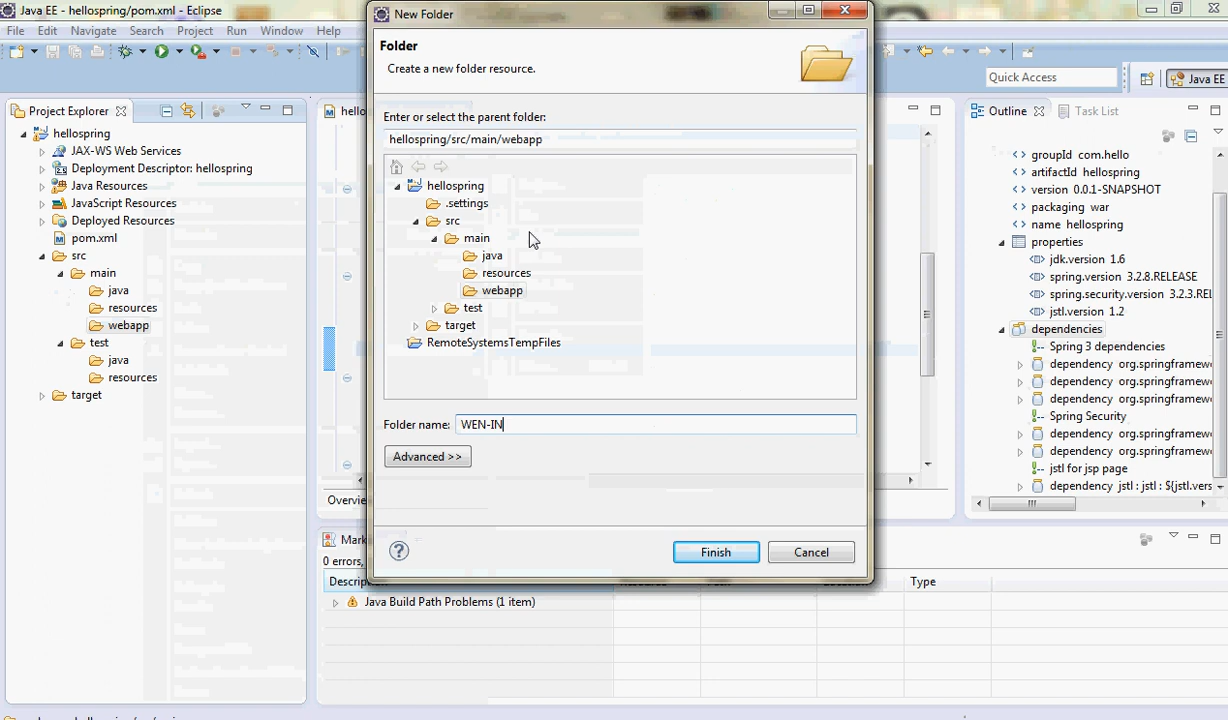 Java EE - hellospring/pom.xml - Eclipse
File Edit Navigate Search Project Run Window Help
New Folder
Folder
Create a new folder resource.
Quick Access
Java EE
Project Explorer
hellospring
JAX-WS Web Services
Deployment Descriptor: hellospring
Java Resources
JavaScript Resources
Deployed Resources
pom.xml
src
main
java
resources
webapp
test
java
resources
target
Enter or select the parent folder:
hellospring/src/main/webapp
hellospring
.settings
src
main
java
resources
webapp
test
target
RemoteSystemsTempFiles
Folder name: WEN-IN
Advanced >>
? Finish Cancel
Outline Task List
groupId com.hello
artifactId hellospring
version 0.0.1-SNAPSHOT
packaging war
name hellospring
properties
jdk.version 1.6
spring.version 3.2.8.RELEASE
spring.security.version 3.2.3.REL
jstl.version 1.2
dependencies
Spring 3 dependencies
dependency org.springframew
dependency org.springframew
dependency org.springframew
Spring Security
dependency org.springframew
dependency org.springframew
jstl for jsp page
dependency jstl : jstl : ${jstl.vers
hello
Overvie
Mark
0 errors,
Type
Java Build Path Problems (1 item)